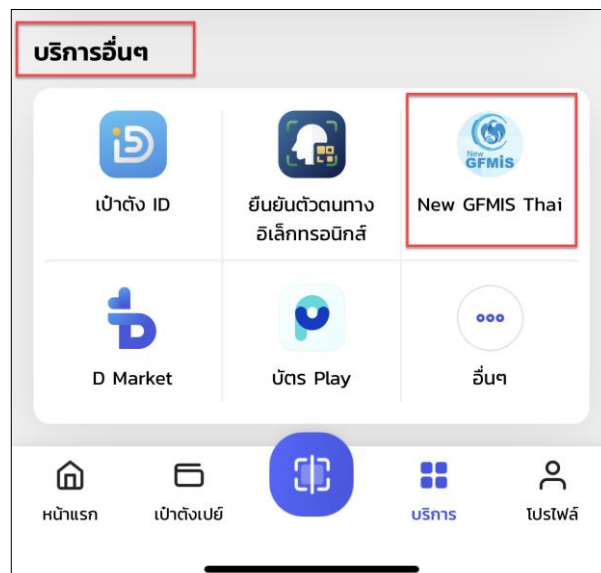 บริการอื่นๆ
New
GFMiS
เป๋าตัง ID
ยืนยันตัวตนทาง
อิเล็กทรอนิกส์
New GFMIS Thai
D Market
บัตร Play
อื่นๆ
หน้าแรก
เป๋าตังเปย์
บริการ
โปรไฟล์